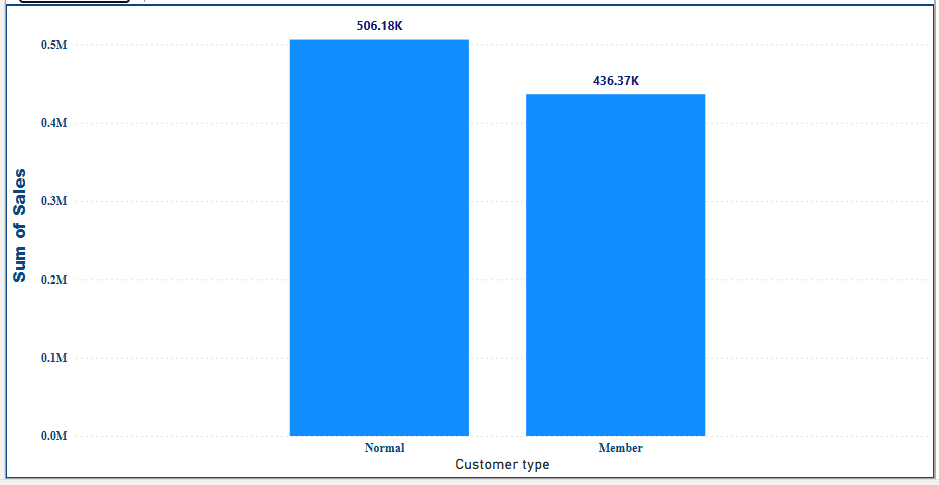 506.18K
0.5M
436.37K
0.4M
0.3M
Sum of Sales
0.2M
0.1M
0.0M
Normal Member
Customer type